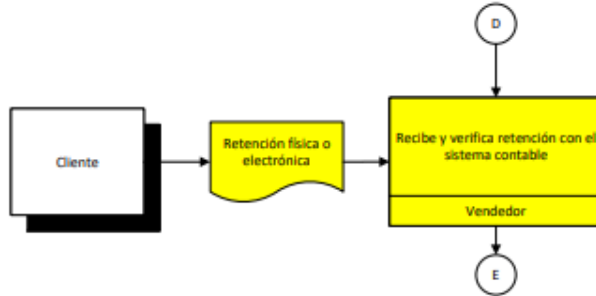 D
Cliente
Retención física o
electrónica
Recibe y verifica retención con el
sistema contable
Vendedor
E